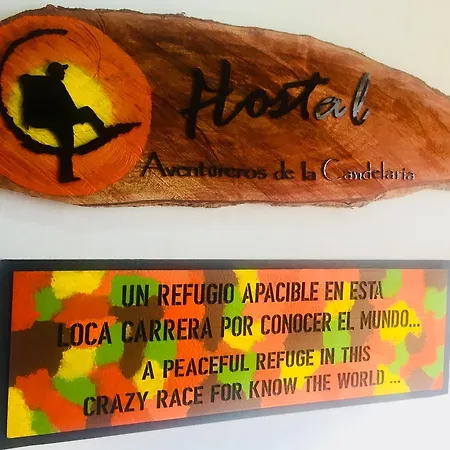 Hostal
Aventureros de la Candelaria
UN REFUGIO APACIBLE EN ESTA
LOCA CARRERA POR CONOCER EL MUNDO...
A PEACEFUL REFUGE IN THIS
CRAZY RACE FOR KNOW THE WORLD ...